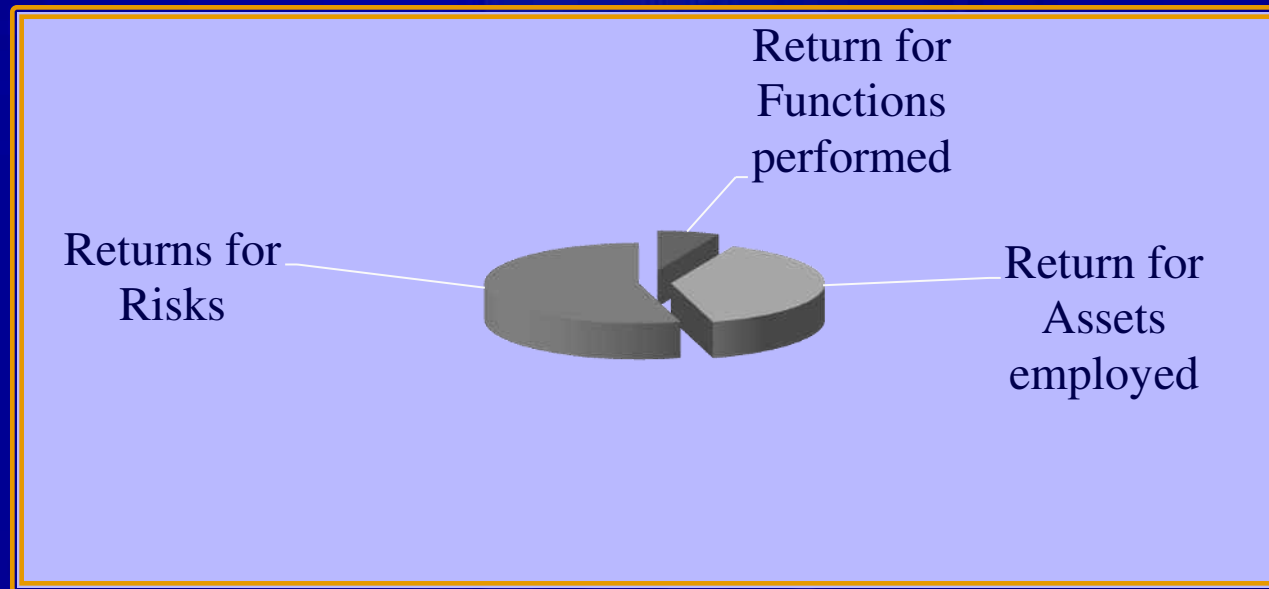 Return for
Functions
performed
Returns for
Risks
Return for
Assets
employed